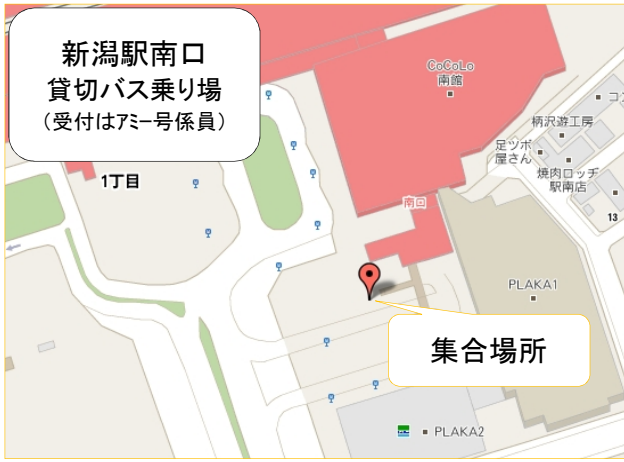 新潟駅南口
貸切バス乗り場
（受付はアミー号係員）
CoCoLo
南館
コ
柄沢遊工房
足ツボ
屋さん
焼肉ロッヂ
駅南店
1丁目
南口
13
PLAKA1
集合場所
PLAKA2